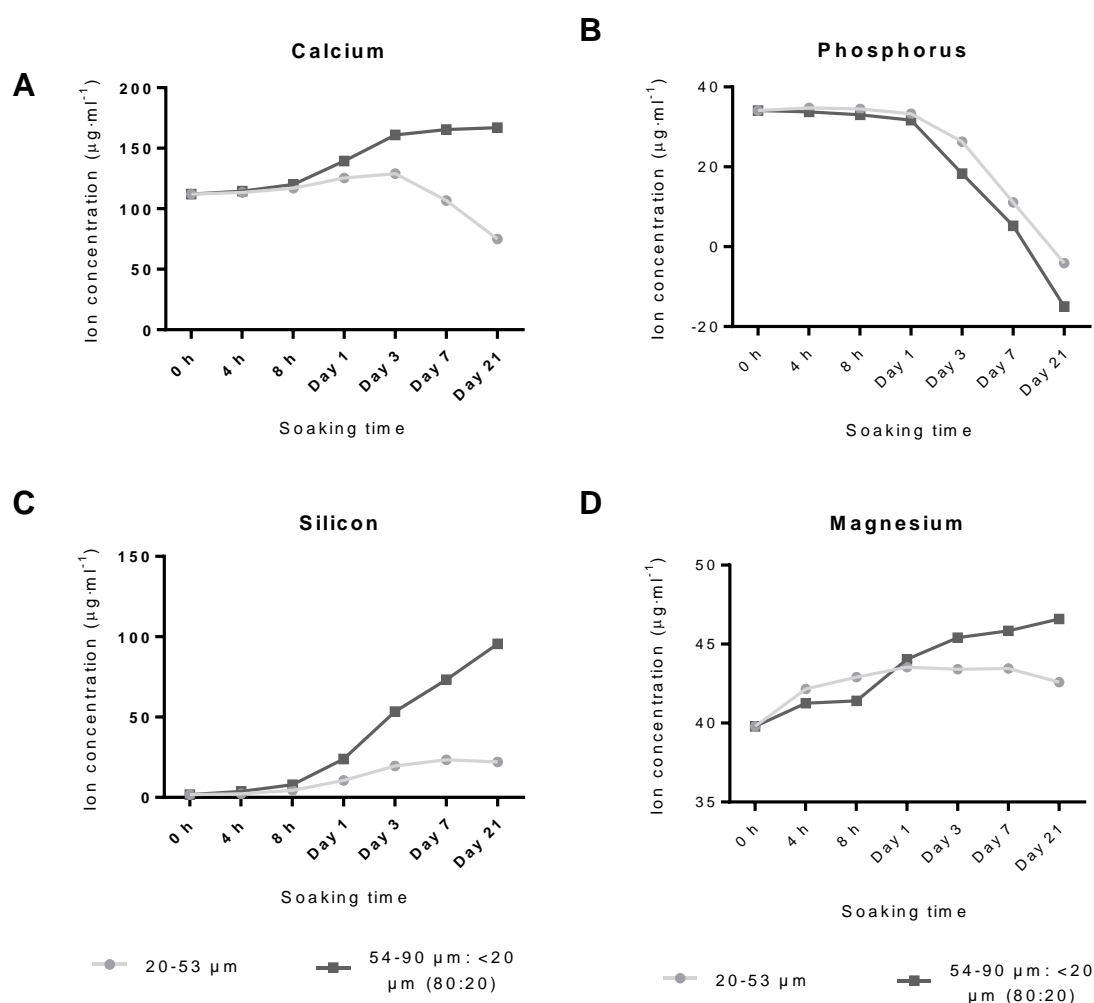 A
Calcium
Ion concentration (µg·ml-1)
200
150
100
50
0
0 h
4 h
8 h
Day 1
Day 3
Day 7
Day 21
Soaking time
B
Phosphorus
Ion concentration (µg·ml-1)
40
20
0
-20
0 h
4 h
8 h
Day 1
Day 3
Day 7
Day 21
Soaking time
C
Silicon
Ion concentration (µg·ml-1)
150
100
50
0
0 h
4 h
8 h
Day 1
Day 3
Day 7
Day 21
Soaking time
D
Magnesium
Ion concentration (µg·ml-1)
50
45
40
35
0 h
4 h
8 h
Day 1
Day 3
Day 7
Day 21
Soaking time
20-53 µm
54-90 µm: <20
µm (80:20)
20-53 µm
54-90 µm: <20
µm (80:20)